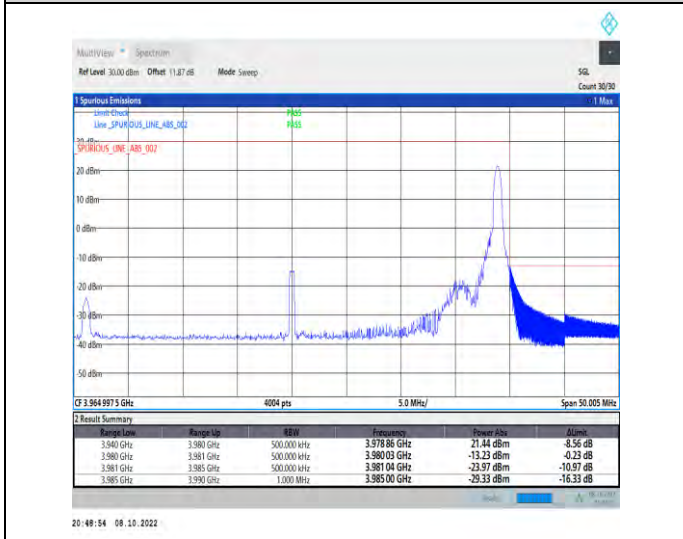 MultiView Spectrum
Ref Level 30.00 dBm Offset 11.87 dB Mode Sweep SGL
Count 30/30
1 Spurious Emissions 1 Max
Limit Check PASS
Line _SPURIOUS_LINE_ABS_002 PASS
_SPURIOUS_LINE_ABS_002
20 dBm
10 dBm
0 dBm
-10 dBm
-20 dBm
-30 dBm
-40 dBm
-50 dBm
CF 3.964 997 5 GHz 4004 pts 5.0 MHz/ Span 50.005 MHz
2 Result Summary
Range Low Range Up RBW Frequency Power Abs ΔLimit
3.940 GHz 3.980 GHz 500.000 kHz 3.978 86 GHz 21.44 dBm -8.56 dB
3.980 GHz 3.981 GHz 500.000 kHz 3.980 03 GHz -13.23 dBm -0.23 dB
3.981 GHz 3.985 GHz 500.000 kHz 3.981 04 GHz -23.97 dBm -10.97 dB
3.985 GHz 3.990 GHz 1.000 MHz 3.985 00 GHz -29.33 dBm -16.33 dB
20:48:54 08.10.2022